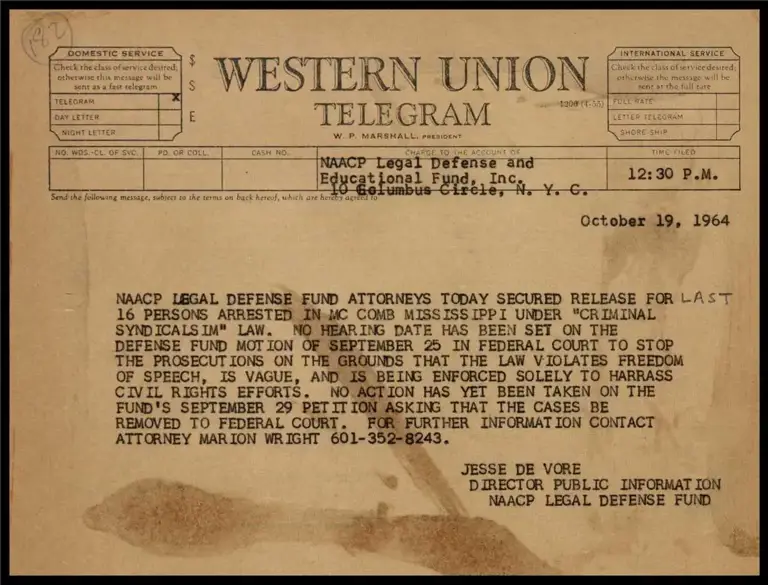 182
DOMESTIC SERVICE
Check the class of service desired;
otherwise this message will be
sent as a fast telegram
TELEGRAM X
DAY LETTER
NIGHT LETTER
$
$
E
WESTERN UNION
TELEGRAM
1206 (4-55)
W. P. MARSHALL, PRESIDENT
INTERNATIONAL SERVICE
Check the class of service desired;
otherwise the message will be
sent at the full rate
FULL RATE
LETTER TELEGRAM
SHORE SHIP
NO. WDS.-CL. OF SVC.
PD. OR COLL.
CASH NO.
CHARGE TO THE ACCOUNT OF
TIME FILED
NAACP Legal Defense and
Educational Fund, Inc.
10 Columbus Circle, N. Y. C.
12:30 P.M.
Send the following message, subject to the terms on back hereof, which are hereby agreed to
October 19, 1964
NAACP LEGAL DEFENSE FUND ATTORNEYS TODAY SECURED RELEASE FOR LAST
16 PERSONS ARRESTED IN MC COMB MISSISSIPPI UNDER "CRIMINAL
SYNDICALSIM" LAW. NO HEARING DATE HAS BEEN SET ON THE
DEFENSE FUND MOTION OF SEPTEMBER 25 IN FEDERAL COURT TO STOP
THE PROSECUTIONS ON THE GROUNDS THAT THE LAW VIOLATES FREEDOM
OF SPEECH, IS VAGUE, AND IS BEING ENFORCED SOLELY TO HARRASS
CIVIL RIGHTS EFFORTS. NO ACTION HAS YET BEEN TAKEN ON THE
FUND'S SEPTEMBER 29 PETITION ASKING THAT THE CASES BE
REMOVED TO FEDERAL COURT. FOR FURTHER INFORMATION CONTACT
ATTORNEY MARION WRIGHT 601-352-8243.
JESSE DE VORE
DIRECTOR PUBLIC INFORMATION
NAACP LEGAL DEFENSE FUND